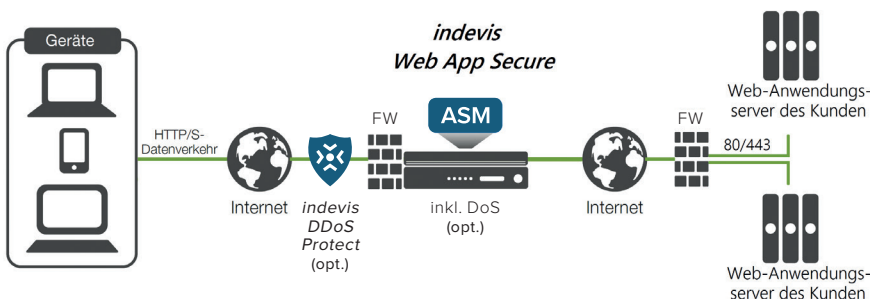 indevis
Web App Secure
Geräte
HTTP/S-
Datenverkehr
Internet
indevis
DDoS
Protect
(opt.)
FW
ASM
inkl. DoS
(opt.)
Internet
FW
80/443
Web-Anwendungs-
server des Kunden
Web-Anwendungs-
server des Kunden